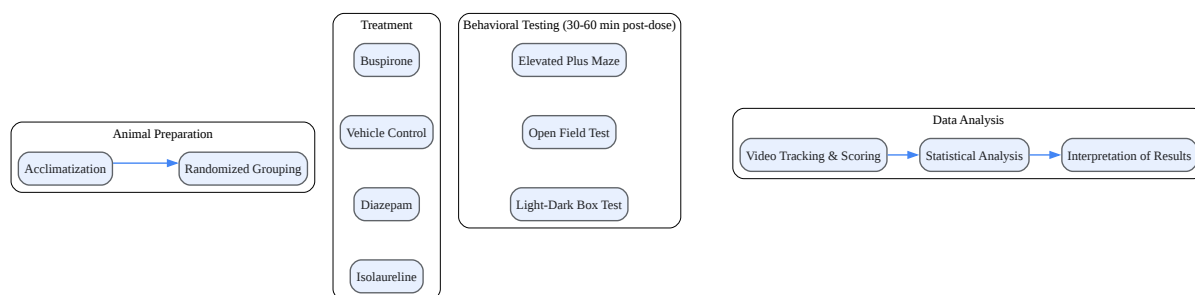 Animal Preparation
Acclimatization
Randomized Grouping
Treatment
Buspirone
Vehicle Control
Diazepam
Isolaureline
Behavioral Testing (30-60 min post-dose)
Elevated Plus Maze
Open Field Test
Light-Dark Box Test
Data Analysis
Video Tracking & Scoring
Statistical Analysis
Interpretation of Results